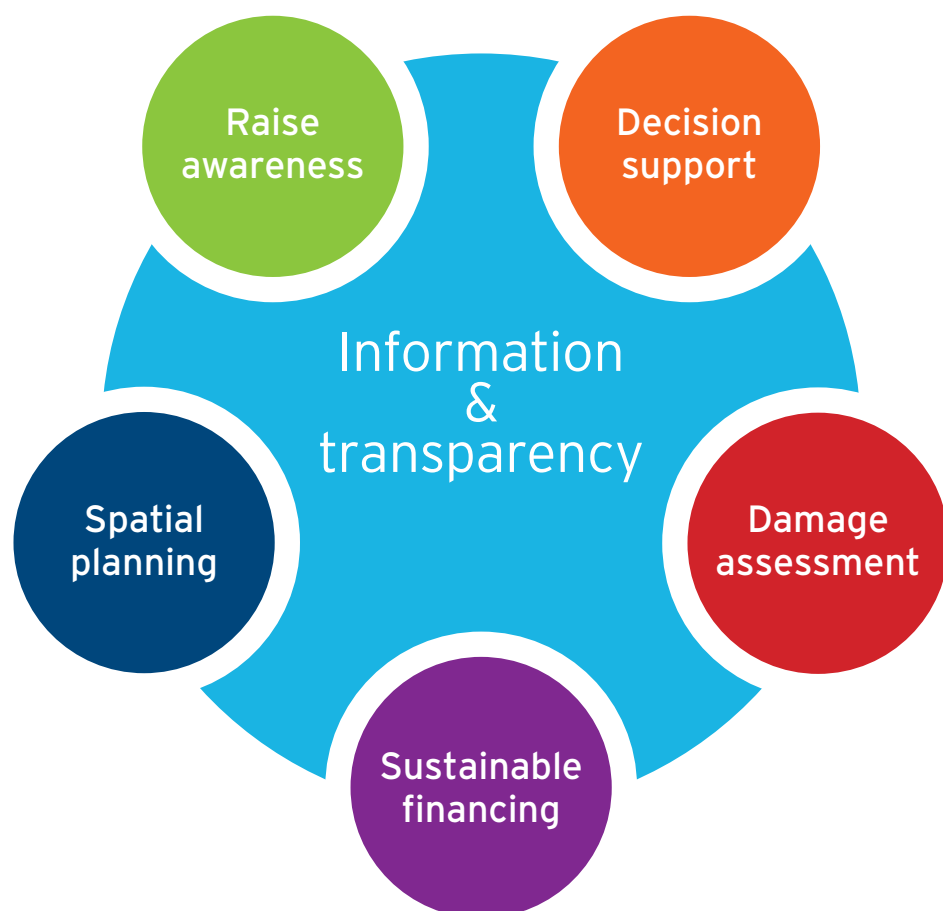 Raise
awareness
Decision
support
Information
&
transparency
Spatial
planning
Damage
assessment
Sustainable
financing